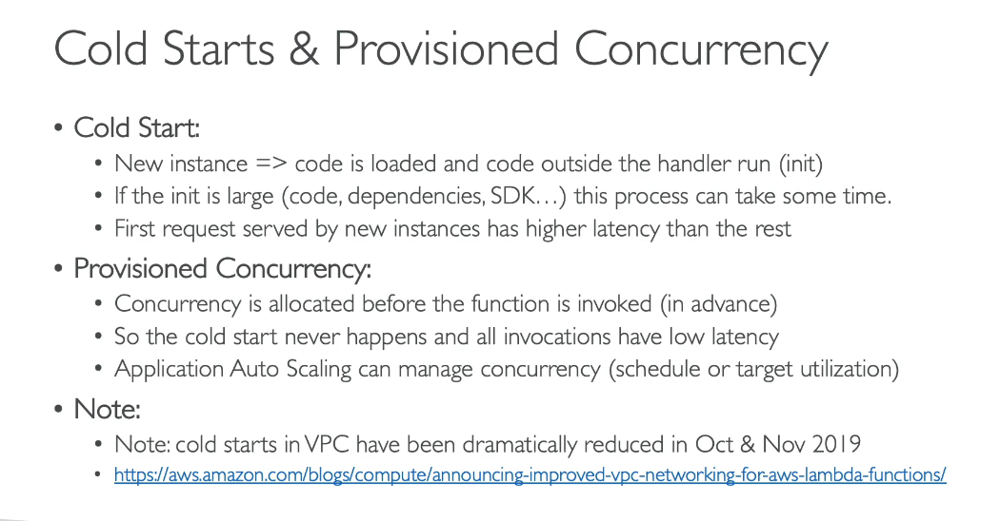 Cold Starts & Provisioned Concurrency
• Cold Start:
• New instance => code is loaded and code outside the handler run (init)
• If the init is large (code, dependencies, SDK…) this process can take some time.
• First request served by new instances has higher latency than the rest
• Provisioned Concurrency:
• Concurrency is allocated before the function is invoked (in advance)
• So the cold start never happens and all invocations have low latency
• Application Auto Scaling can manage concurrency (schedule or target utilization)
• Note:
• Note: cold starts in VPC have been dramatically reduced in Oct & Nov 2019
• https://aws.amazon.com/blogs/compute/announcing-improved-vpc-networking-for-aws-lambda-functions/